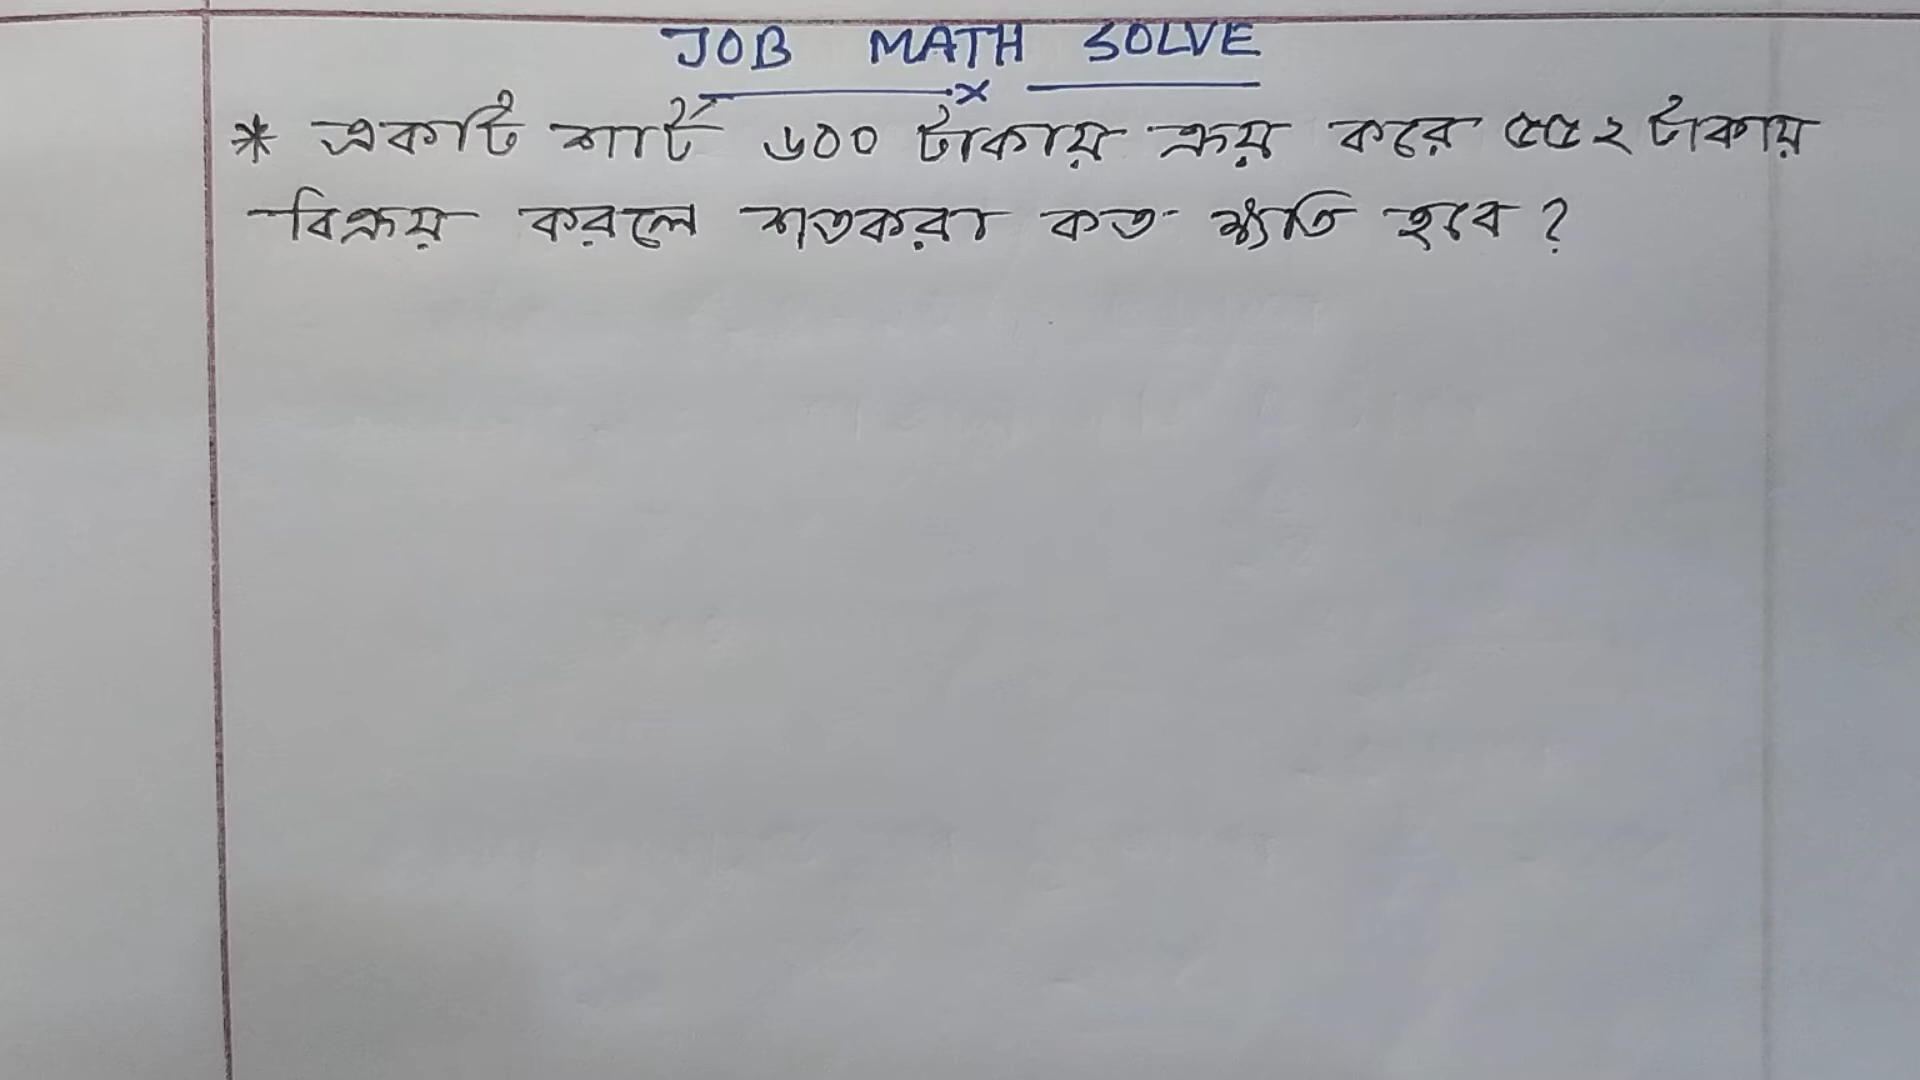 JOB MATH SOLVE
x
* একটি শার্ট ৬০০ টাকায় ক্রয় করে ৫৫২ টাকায়
বিক্রয় করলে শতকরা কত ক্ষতি হবে ?